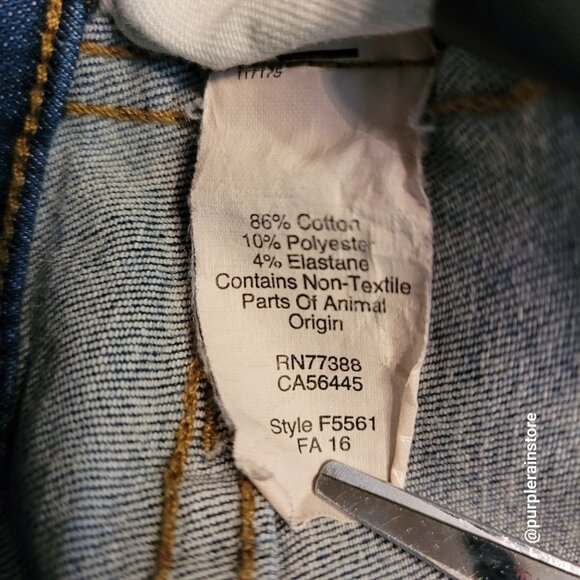 86% Cotton
10% Polyester
4% Elastane
Contains Non-Textile
Parts Of Animal
Origin
RN77388
CA56445
Style F5561
FA 16
@purplerainstore